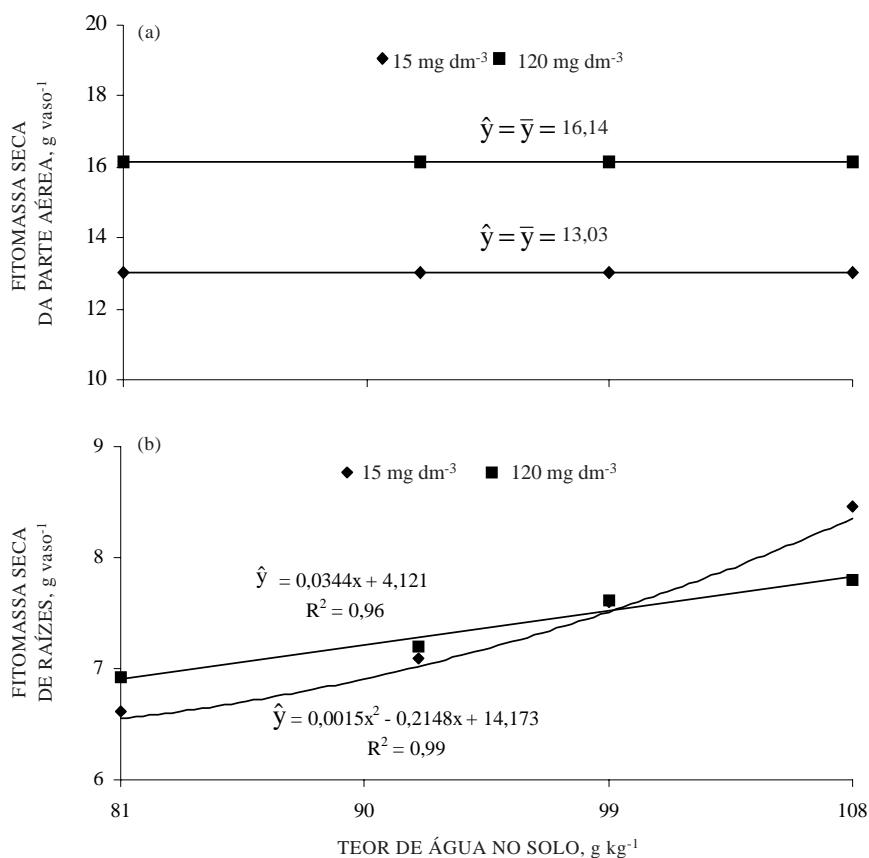 (a)
15 mg dm-3 120 mg dm-3
20
18
16
14
12
10
ŷ = y̅ = 16,14
ŷ = y̅ = 13,03
FITOMASSA SECA
DA PARTE AÉREA, g vaso-1
(b)
15 mg dm-3 120 mg dm-3
9
8
7
6
ŷ = 0,0344x + 4,121
R2 = 0,96
ŷ = 0,0015x2 - 0,2148x + 14,173
R2 = 0,99
FITOMASSA SECA
DE RAÍZES, g vaso-1
81 90 99 108
TEOR DE ÁGUA NO SOLO, g kg-1